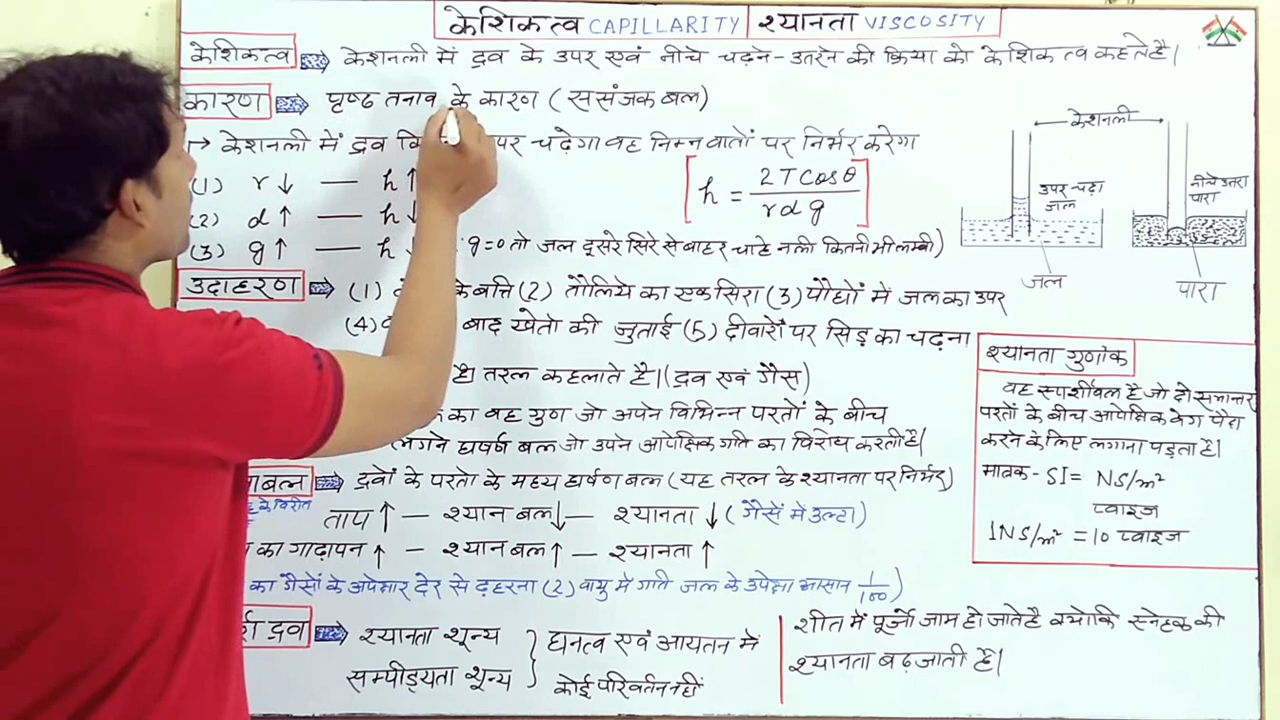 केशिकत्व CAPILLARITY | श्यानता VISCOSITY
केशिकत्व ⇒ केशनली में द्रव के उपर एवं नीचे चढ़ने-उतरने की क्रिया को केशिकत्व कहते है।
कारण ⇒ पृष्ठ तनाव के कारण (ससंजक बल)
→ केशनली में द्रव पर चढ़ेगा वह निम्न बातों पर निर्भर करेगा
(1) r↓ — h↑
(2) d↑ — h↓
(3) g↑ — h↓ g=0 तो जल दूसरे सिरे से बाहर चाहे नली कितनी भी लम्बी)
h = 2TCosθ / rdg
केशनली
उपर चढ़ा
जल
नीचे उतरा
पारा
जल
पारा
उदाहरण ⇒ (1) के बत्ति (2) तौलिये का एक सिरा (3) पौधों में जल का उपर
(4) बाद खेतो की जुताई (5) दीवारों पर सिड़ का चढ़ना
है। तरल कहलाते है। (द्रव एवं गैस)
का वह गुण जो अपने विभिन्न परतों के बीच
लगने घर्षण बल जो उपने आपेक्षिक गति का विरोध करती है।
⇒ द्रवों के परतो के मध्य घर्षण बल (यह तरल के श्यानता पर निर्भर)
के विरीत
ताप↑ — श्यान बल↓ — श्यानता↓ (गैसें में उल्टा)
का गाढ़ापन↑ — श्यान बल↑ — श्यानता↑
का गैसों के अपेक्षार देर से ठहरना (2) वायु में गति जल के उपेक्षा आसान 1/100)
द्रव ⇒ श्यानता शून्य
सम्पीड्यता शून्य } घनत्व एवं आयतन में
कोई परिवर्तन नहीं
शीत में पूर्जो जाम हो जाते है क्योकि स्नेहक की
श्यानता बढ़ जाती है।
श्यानता गुणांक
वह स्पर्शीबल है जो दो समान्तर
परतों के बीच आपेक्षिक वेग पैदा
करने के लिए लगाना पड़ता है।
मात्रक - SI = NS/m²
प्वाइज
1NS/m² = 10 प्वाइज